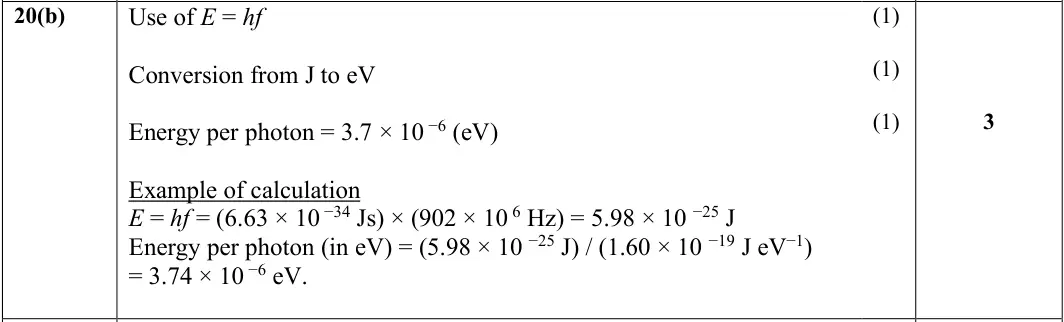 20(b) Use of E = hf (1)
Conversion from J to eV (1)
Energy per photon = 3.7 × 10 ⁻⁶ (eV) (1) 3
Example of calculation
E = hf = (6.63 × 10 ⁻³⁴ Js) × (902 × 10 ⁶ Hz) = 5.98 × 10 ⁻²⁵ J
Energy per photon (in eV) = (5.98 × 10 ⁻²⁵ J) / (1.60 × 10 ⁻¹⁹ J eV⁻¹)
= 3.74 × 10 ⁻⁶ eV.